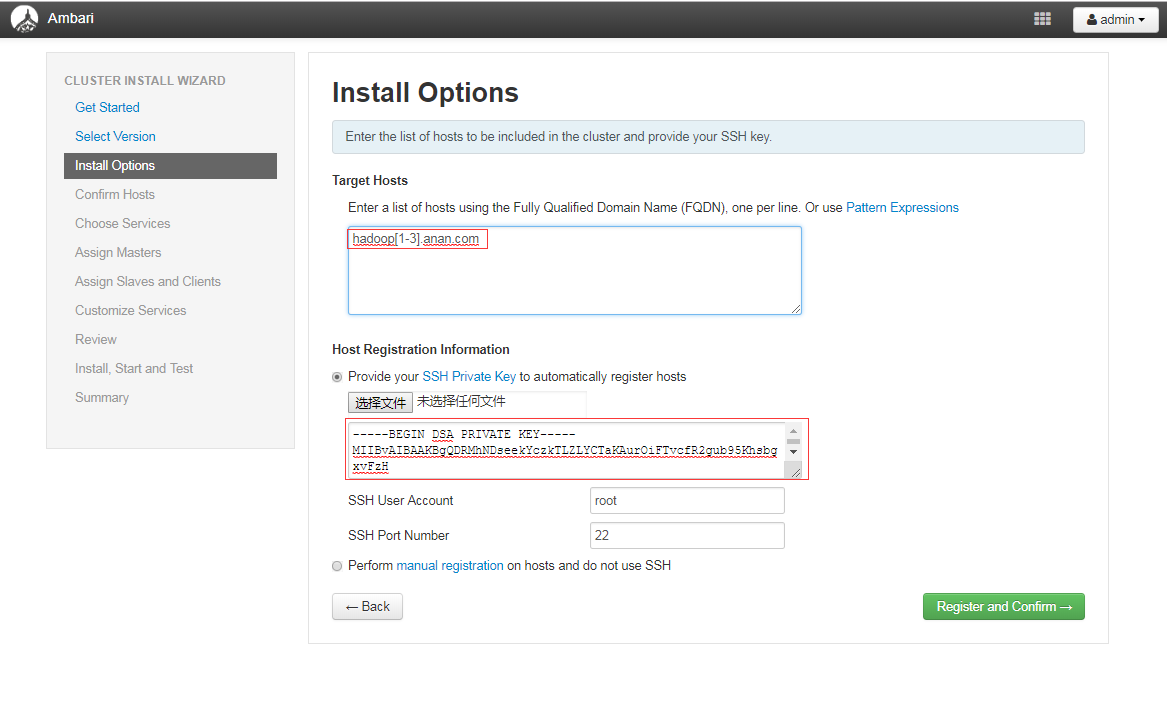 Ambari
admin
CLUSTER INSTALL WIZARD
Get Started
Select Version
Install Options
Confirm Hosts
Choose Services
Assign Masters
Assign Slaves and Clients
Customize Services
Review
Install, Start and Test
Summary
Install Options
Enter the list of hosts to be included in the cluster and provide your SSH key.
Target Hosts
Enter a list of hosts using the Fully Qualified Domain Name (FQDN), one per line. Or use Pattern Expressions
hadoop[1-3].anan.com
Host Registration Information
Provide your SSH Private Key to automatically register hosts
选择文件 未选择任何文件
-----BEGIN DSA PRIVATE KEY-----
MIIBvAIBAAKBgQDRMhNDseekYczkTLZLYCTaKAurOiFTvcfR2gub95Khsbg
xvFzH
SSH User Account root
SSH Port Number 22
Perform manual registration on hosts and do not use SSH
← Back
Register and Confirm →